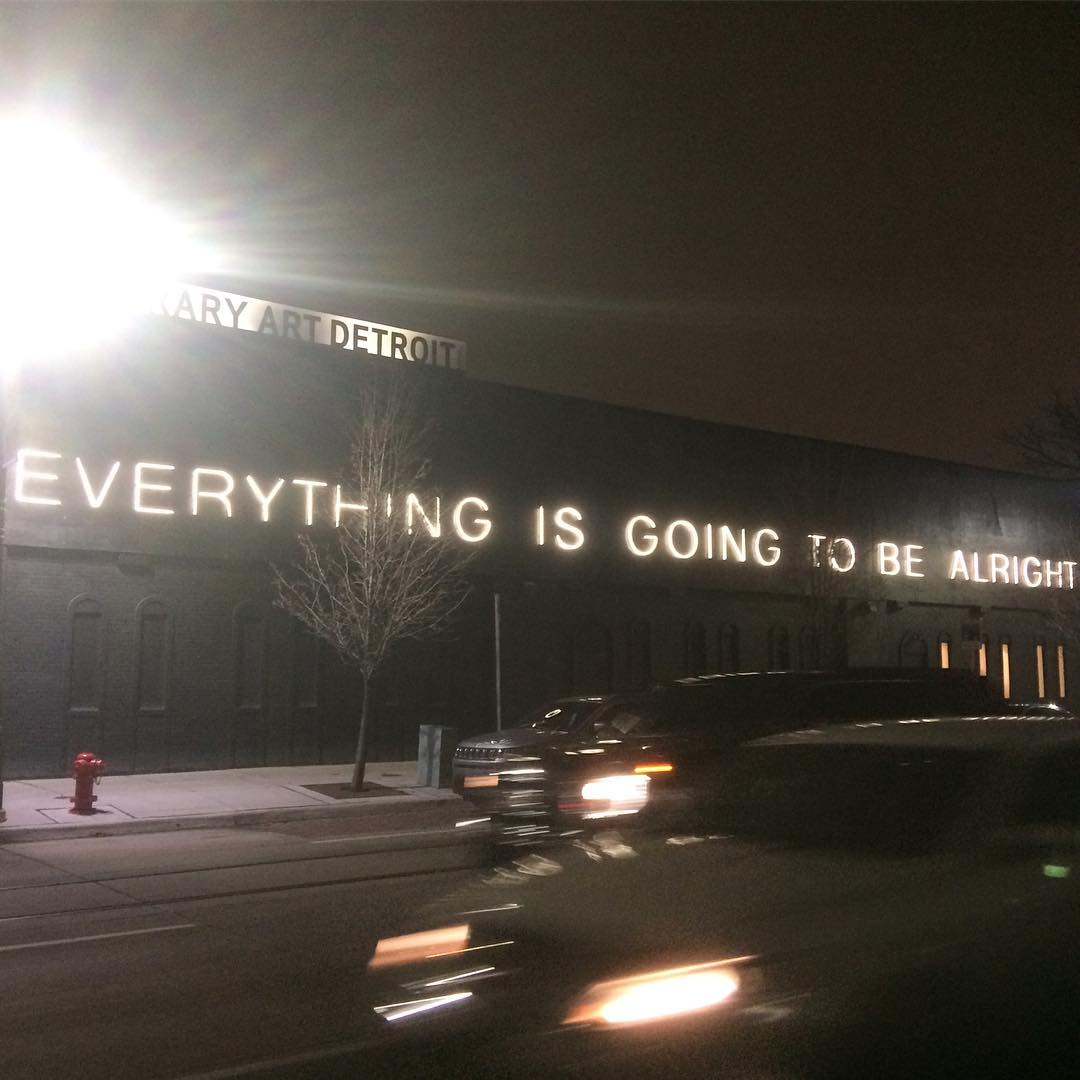 RARY ART DETROIT
EVERYTHING IS GOING TO BE ALRIGHT